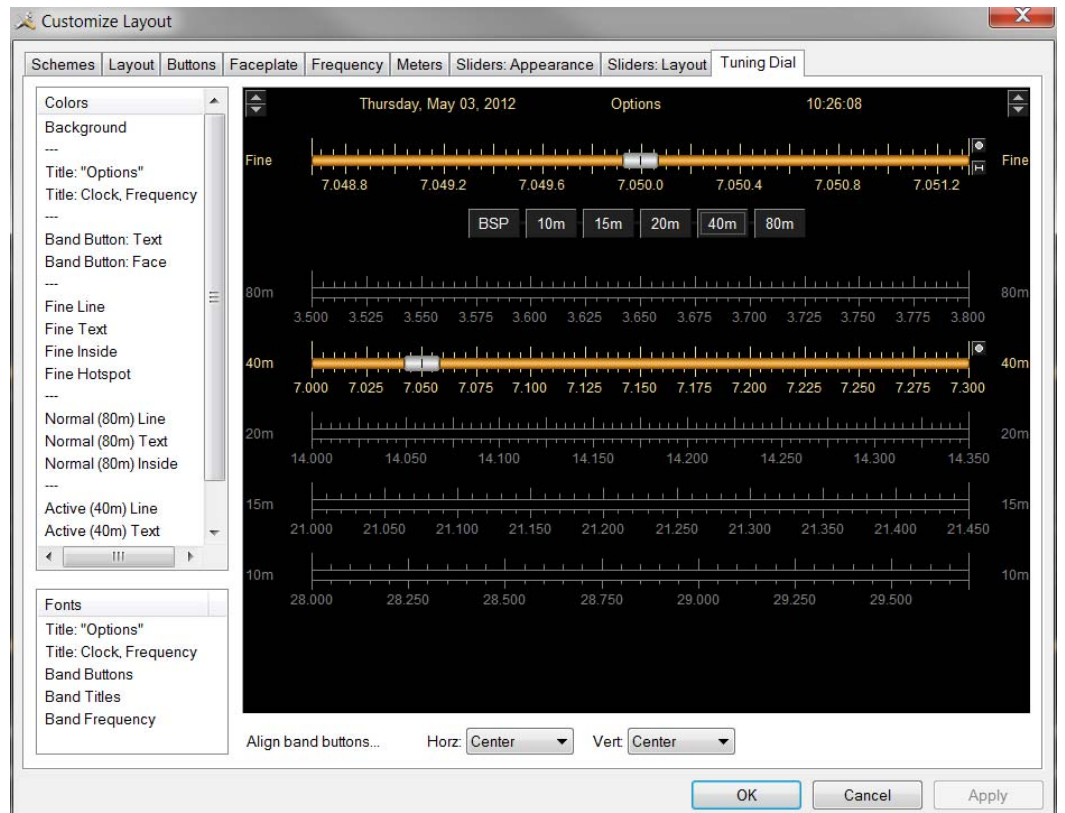 Customize Layout
Schemes Layout Buttons Faceplate Frequency Meters Sliders: Appearance Sliders: Layout Tuning Dial
Colors
Background
---
Title: "Options"
Title: Clock, Frequency
---
Band Button: Text
Band Button: Face
---
Fine Line
Fine Text
Fine Inside
Fine Hotspot
---
Normal (80m) Line
Normal (80m) Text
Normal (80m) Inside
---
Active (40m) Line
Active (40m) Text
Fonts
Title: "Options"
Title: Clock, Frequency
Band Buttons
Band Titles
Band Frequency
Thursday, May 03, 2012 Options 10:26:08
Fine Fine
7.048.8 7.049.2 7.049.6 7.050.0 7.050.4 7.050.8 7.051.2
BSP 10m 15m 20m 40m 80m
80m 80m
3.500 3.525 3.550 3.575 3.600 3.625 3.650 3.675 3.700 3.725 3.750 3.775 3.800
40m 40m
7.000 7.025 7.050 7.075 7.100 7.125 7.150 7.175 7.200 7.225 7.250 7.275 7.300
20m 20m
14.000 14.050 14.100 14.150 14.200 14.250 14.300 14.350
15m 15m
21.000 21.050 21.100 21.150 21.200 21.250 21.300 21.350 21.400 21.450
10m 10m
28.000 28.250 28.500 28.750 29.000 29.250 29.500
Align band buttons... Horz: Center Vert: Center
OK Cancel Apply